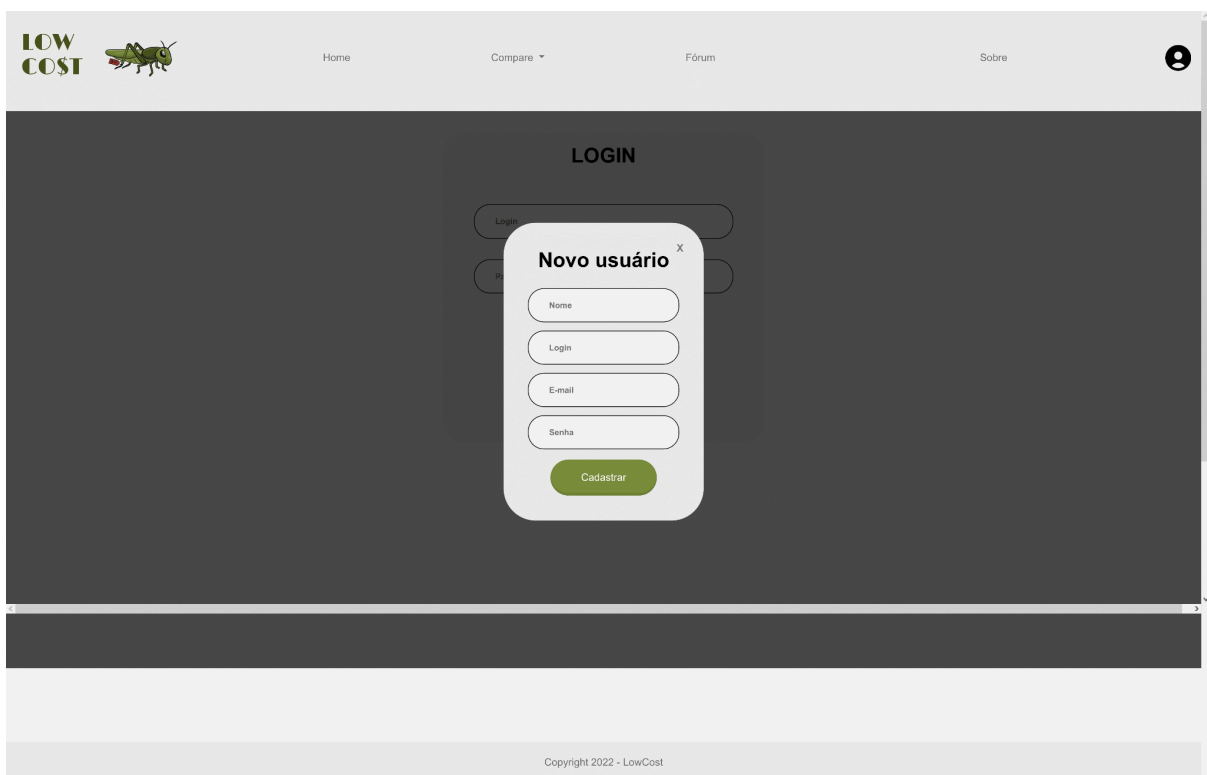 LOW
CO$T
Home
Compare
Fórum
Sobre
LOGIN
Login
Novo usuário
X
Nome
Login
E-mail
Senha
Cadastrar
Copyright 2022 - LowCost